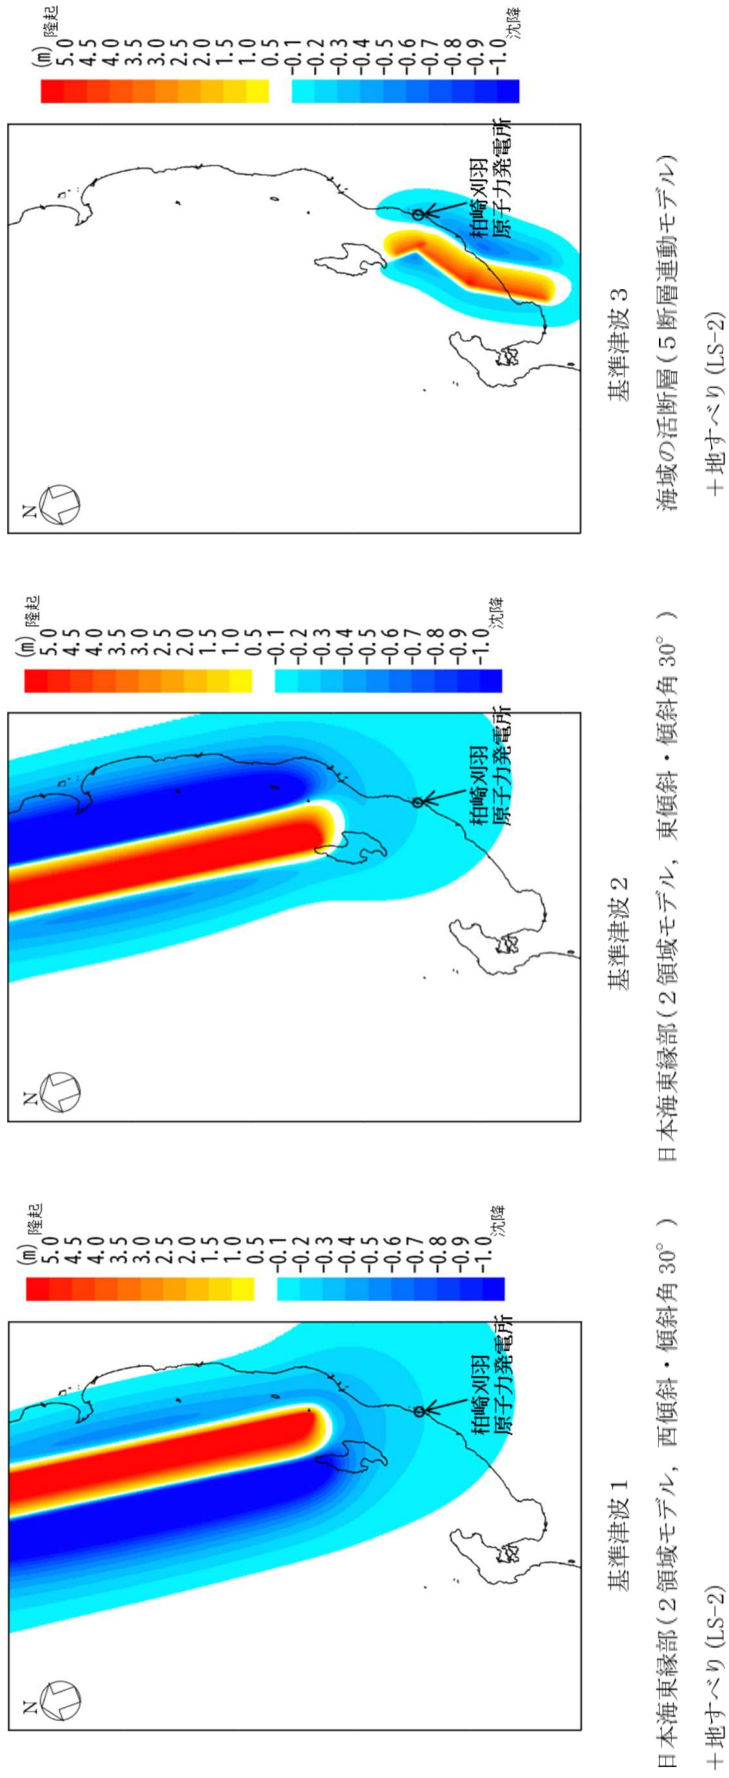 N
(m) 隆起
5.0
4.5
4.0
3.5
3.0
2.5
2.0
1.5
1.0
0.5
-0.1
-0.2
-0.3
-0.4
-0.5
-0.6
-0.7
-0.8
-0.9
-1.0
沈降
柏崎刈羽
原子力発電所
基準津波1
日本海東縁部(2領域モデル, 西傾斜・傾斜角 30° )
+地すべり(LS-2)
N
(m) 隆起
5.0
4.5
4.0
3.5
3.0
2.5
2.0
1.5
1.0
0.5
-0.1
-0.2
-0.3
-0.4
-0.5
-0.6
-0.7
-0.8
-0.9
-1.0
沈降
柏崎刈羽
原子力発電所
基準津波2
日本海東縁部(2領域モデル, 東傾斜・傾斜角 30° )
N
(m) 隆起
5.0
4.5
4.0
3.5
3.0
2.5
2.0
1.5
1.0
0.5
-0.1
-0.2
-0.3
-0.4
-0.5
-0.6
-0.7
-0.8
-0.9
-1.0
沈降
柏崎刈羽
原子力発電所
基準津波3
海域の活断層(5断層連動モデル)
+地すべり(LS-2)